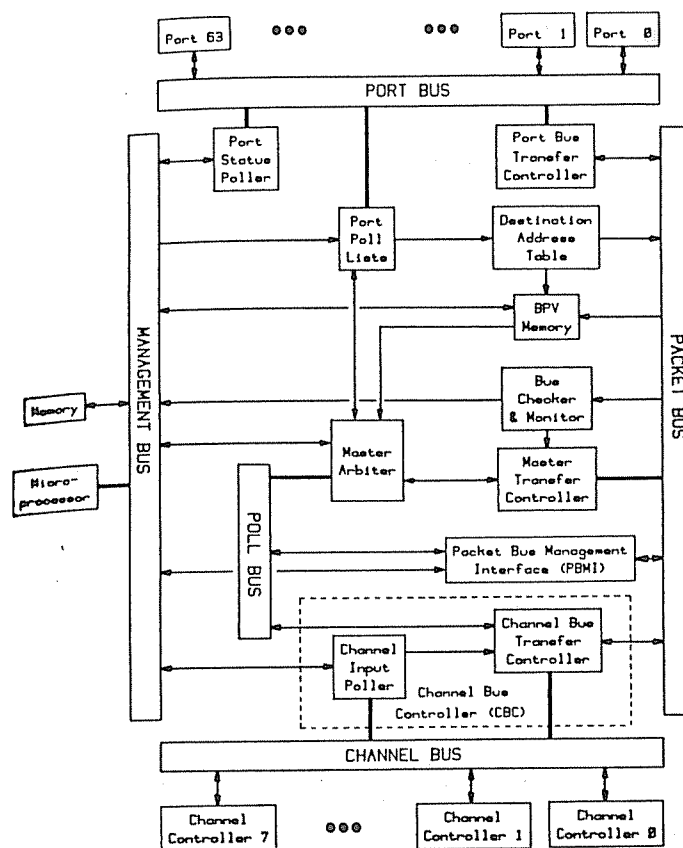 Port 63
Port 1
Port 0
PORT BUS
Port
Status
Poller
Port Bus
Transfer
Controller
Port
Poll
Lists
Destination
Address
Table
BPV
Memory
MANAGEMENT BUS
PACKET BUS
Bus
Checker
& Monitor
Memory
Master
Arbiter
Master
Transfer
Controller
Micro-
processor
POLL BUS
Packet Bus Management
Interface (PBMI)
Channel
Input
Poller
Channel Bus
Transfer
Controller
Channel Bus
Controller (CBC)
CHANNEL BUS
Channel
Controller 7
Channel
Controller 1
Channel
Controller 0